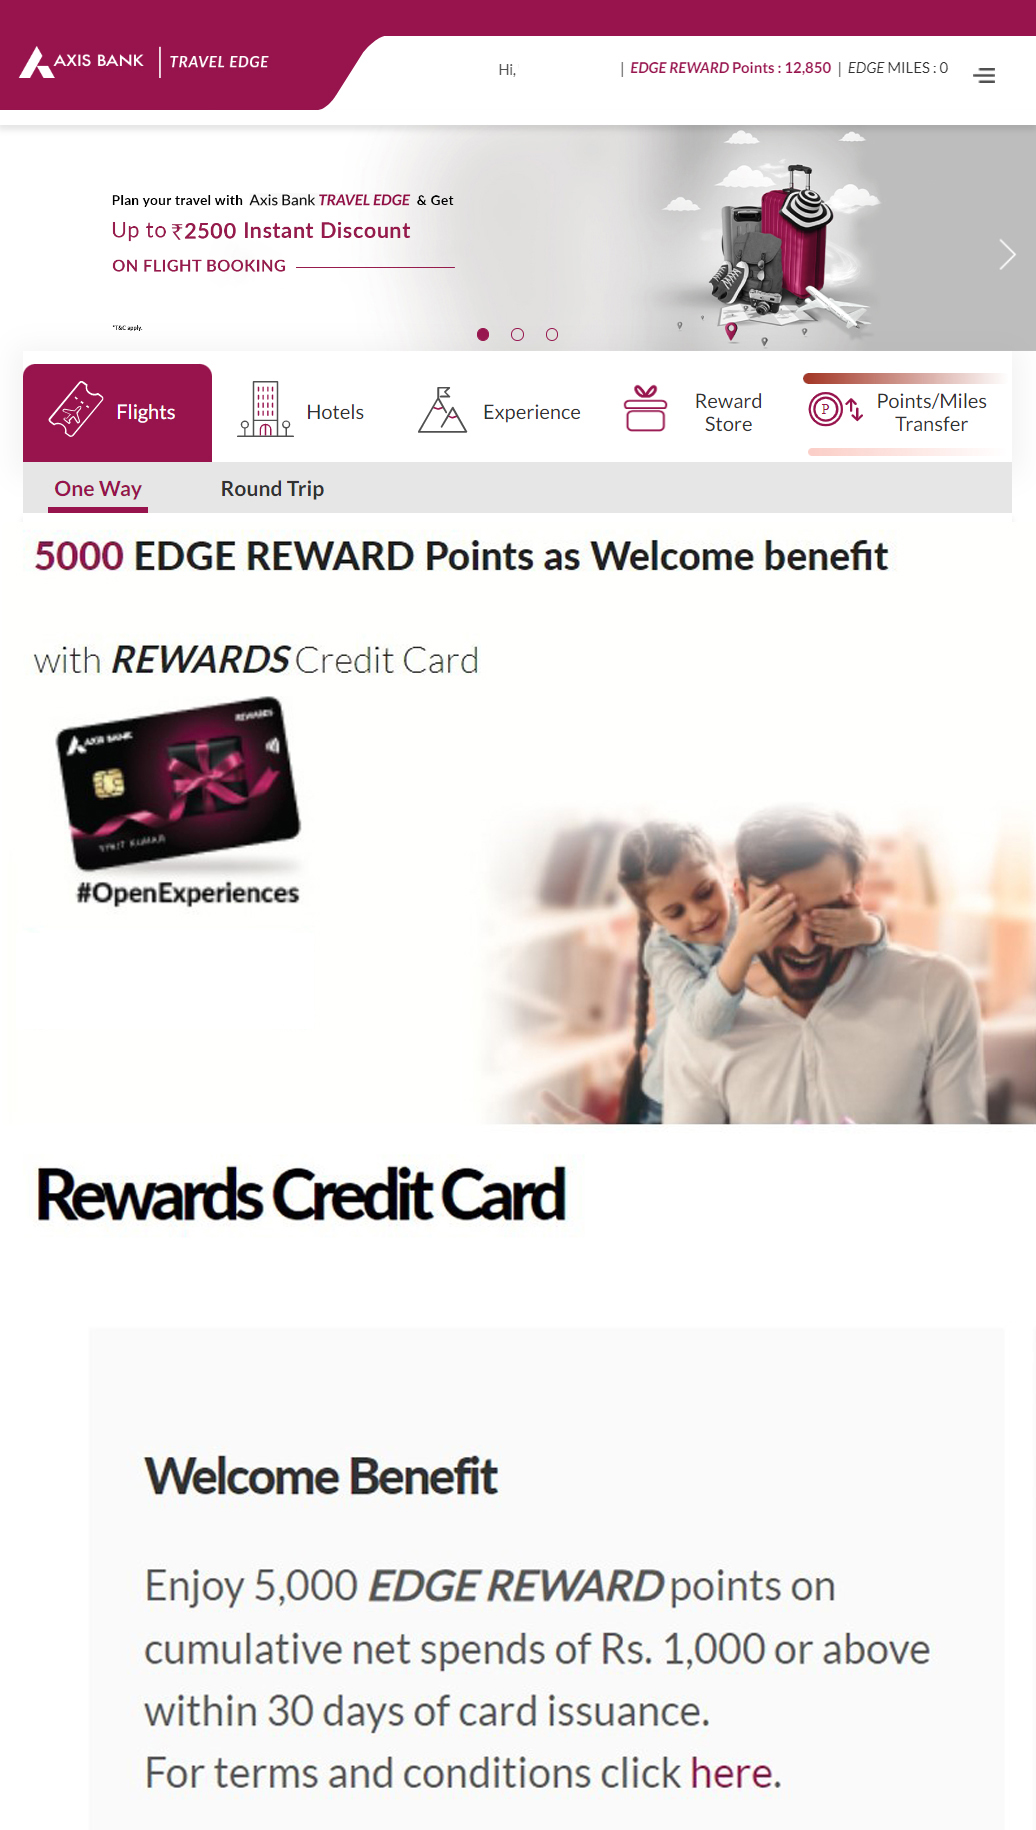 AXIS BANK | TRAVEL EDGE
Hi,
| EDGE REWARD Points : 12,850 | EDGE MILES : 0
Plan your travel with Axis Bank TRAVEL EDGE & Get
Up to ₹2500 Instant Discount
ON FLIGHT BOOKING
*T&C apply.
Flights
Hotels
Experience
Reward
Store
P
Points/Miles
Transfer
One Way
Round Trip
5000 EDGE REWARD Points as Welcome benefit
with REWARDS Credit Card
REWARDS
AXIS BANK
KUMAR
#OpenExperiences
Rewards Credit Card
Welcome Benefit
Enjoy 5,000 EDGE REWARD points on
cumulative net spends of Rs. 1,000 or above
within 30 days of card issuance.
For terms and conditions click here.